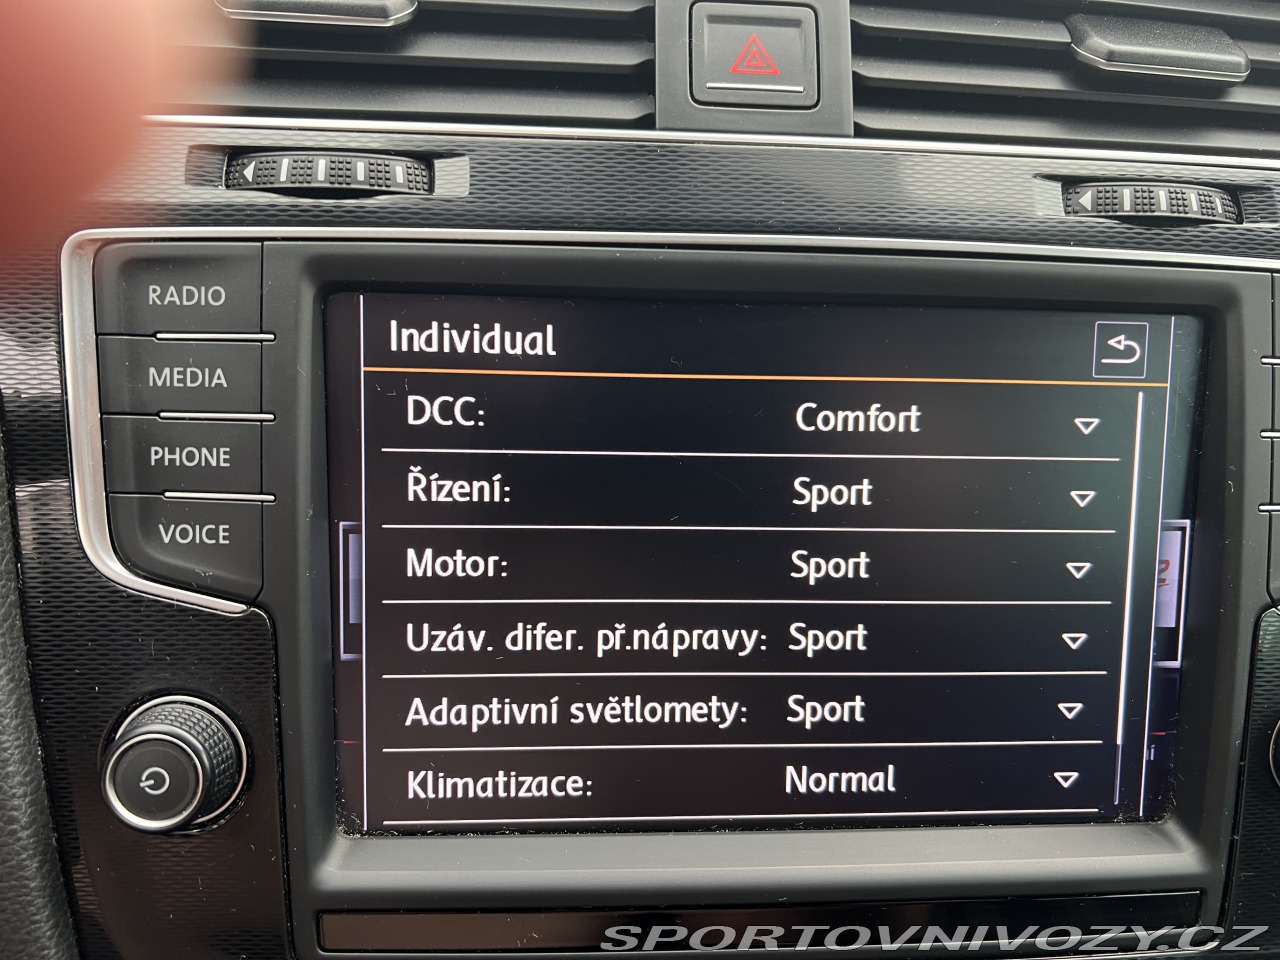 RADIO
MEDIA
PHONE
VOICE
Individual
DCC: Comfort
Řízení: Sport
Motor: Sport
Uzáv. difer. př.nápravy: Sport
Adaptivní světlomety: Sport
Klimatizace: Normal
SPORTOVNIVOZY.CZ